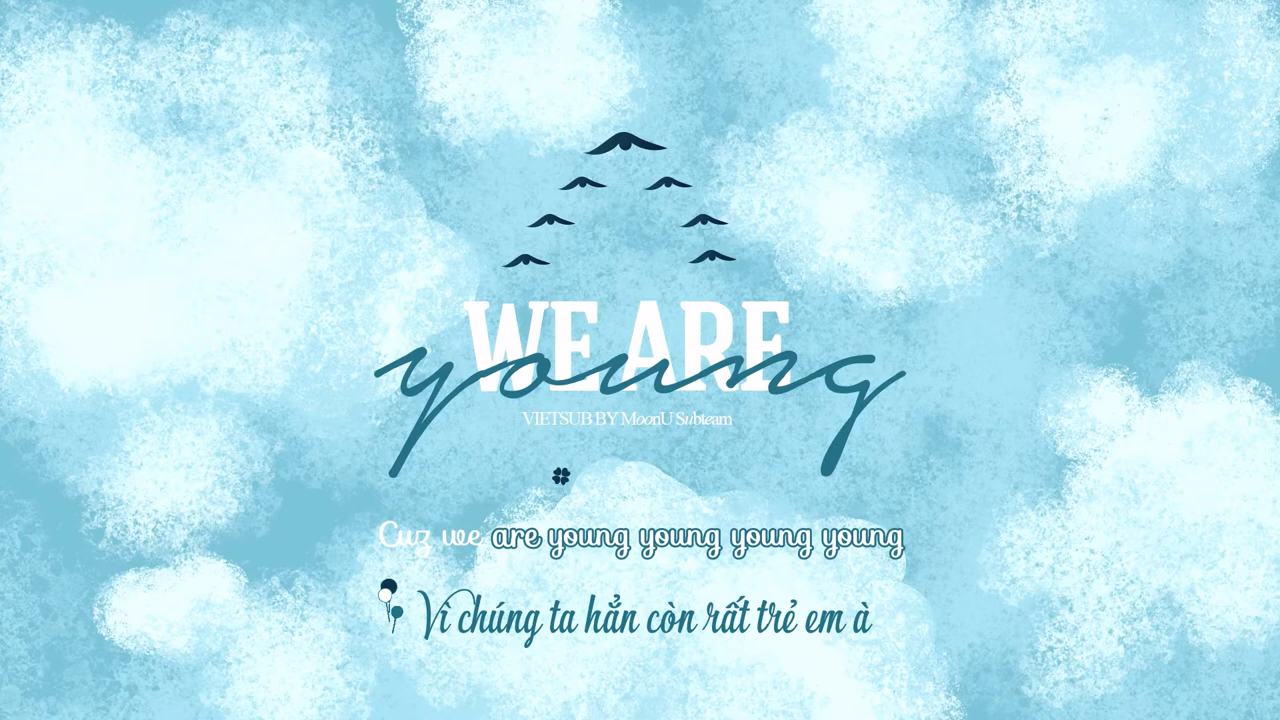 WE ARE
young
VIETSUB BY MoonU Subteam
Cuz we are young young young young
Vì chúng ta hẳn còn rất trẻ em à